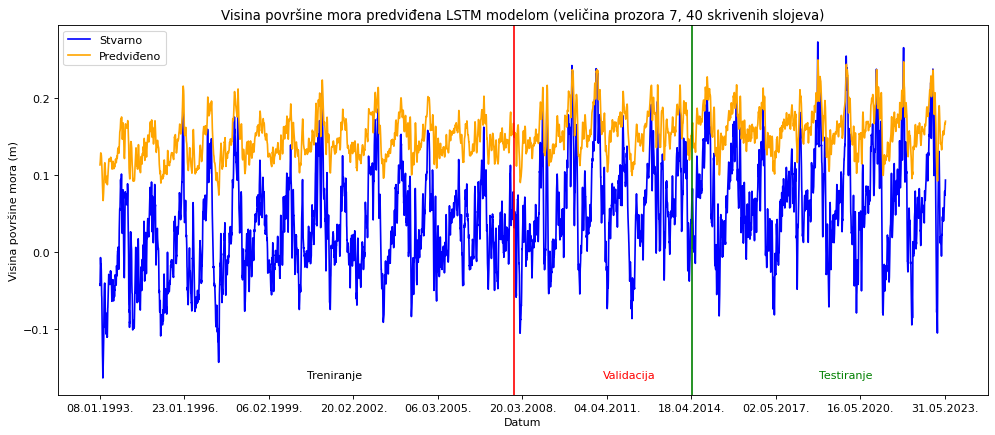 Visina površine mora predviđena LSTM modelom (veličina prozora 7, 40 skrivenih slojeva)
Stvarno
Predviđeno
Visina površine mora (m)
0.2
0.1
0.0
−0.1
Treniranje
Validacija
Testiranje
08.01.1993. 23.01.1996. 06.02.1999. 20.02.2002. 06.03.2005. 20.03.2008. 04.04.2011. 18.04.2014. 02.05.2017. 16.05.2020. 31.05.2023.
Datum